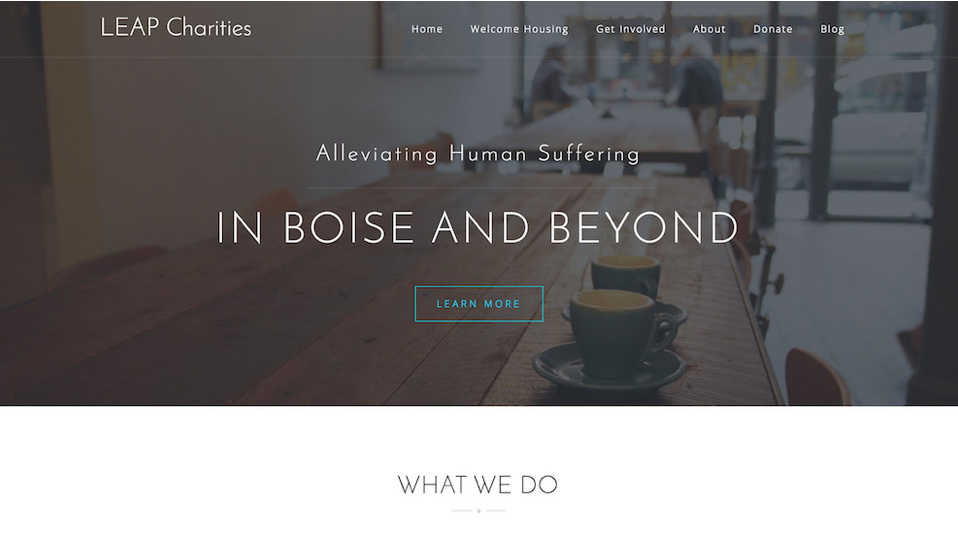 LEAP Charities
Home Welcome Housing Get Involved About Donate Blog
Alleviating Human Suffering
IN BOISE AND BEYOND
LEARN MORE
WHAT WE DO